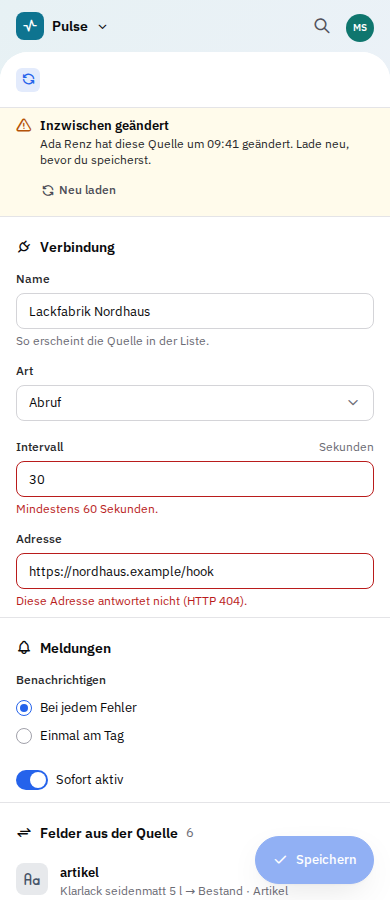 Pulse
MS
Inzwischen geändert
Ada Renz hat diese Quelle um 09:41 geändert. Lade neu,
bevor du speicherst.
Neu laden
Verbindung
Name
Lackfabrik Nordhaus
So erscheint die Quelle in der Liste.
Art
Abruf
Intervall Sekunden
30
Mindestens 60 Sekunden.
Adresse
https://nordhaus.example/hook
Diese Adresse antwortet nicht (HTTP 404).
Meldungen
Benachrichtigen
Bei jedem Fehler
Einmal am Tag
Sofort aktiv
Felder aus der Quelle 6
Speichern
Aa
artikel
Klarlack seidenmatt 5 l → Bestand · Artikel